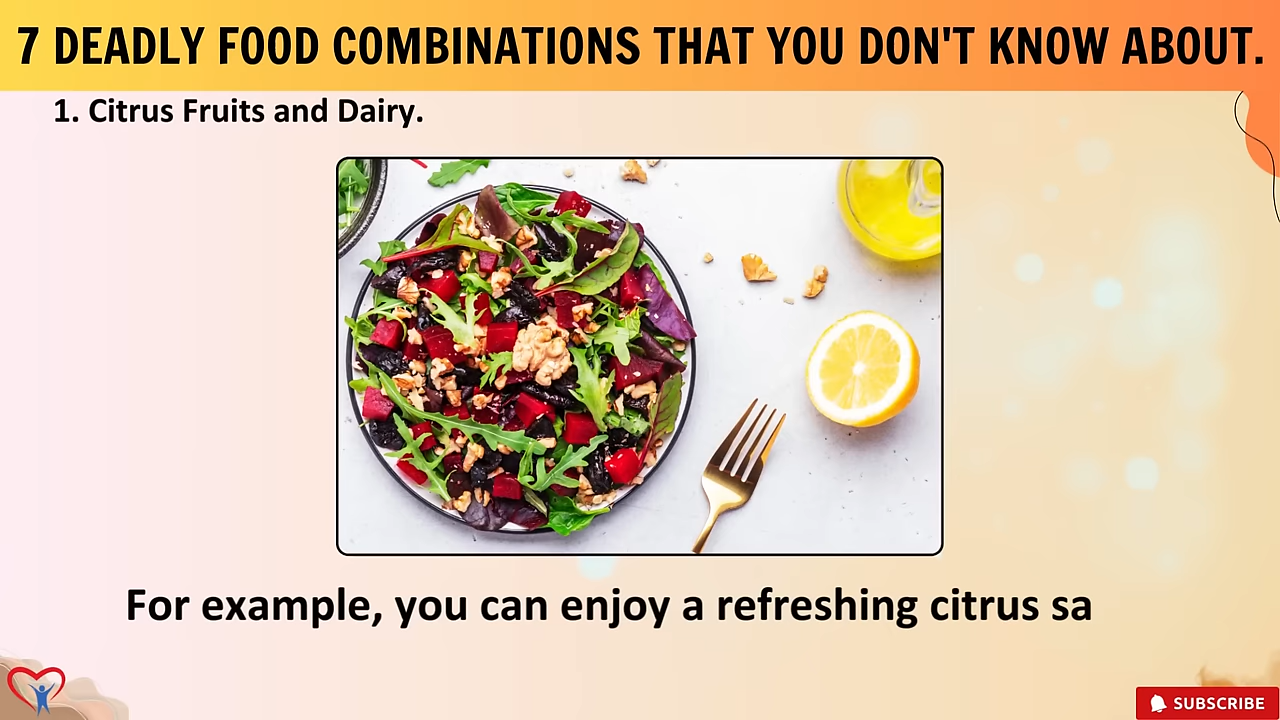 7 DEADLY FOOD COMBINATIONS THAT YOU DON'T KNOW ABOUT.
1. Citrus Fruits and Dairy.
For example, you can enjoy a refreshing citrus sa
SUBSCRIBE